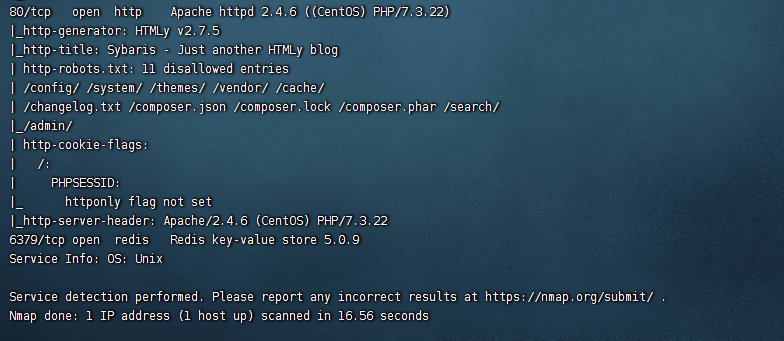 80/tcp   open  http    Apache httpd 2.4.6 ((CentOS) PHP/7.3.22)
|_http-generator: HTMLy v2.7.5
|_http-title: Sybaris - Just another HTMLy blog
| http-robots.txt: 11 disallowed entries
| /config/ /system/ /themes/ /vendor/ /cache/
| /changelog.txt /composer.json /composer.lock /composer.phar /search/
|_/admin/
| http-cookie-flags:
|   /:
|     PHPSESSID:
|_      httponly flag not set
|_http-server-header: Apache/2.4.6 (CentOS) PHP/7.3.22
6379/tcp open  redis   Redis key-value store 5.0.9
Service Info: OS: Unix

Service detection performed. Please report any incorrect results at https://nmap.org/submit/ .
Nmap done: 1 IP address (1 host up) scanned in 16.56 seconds